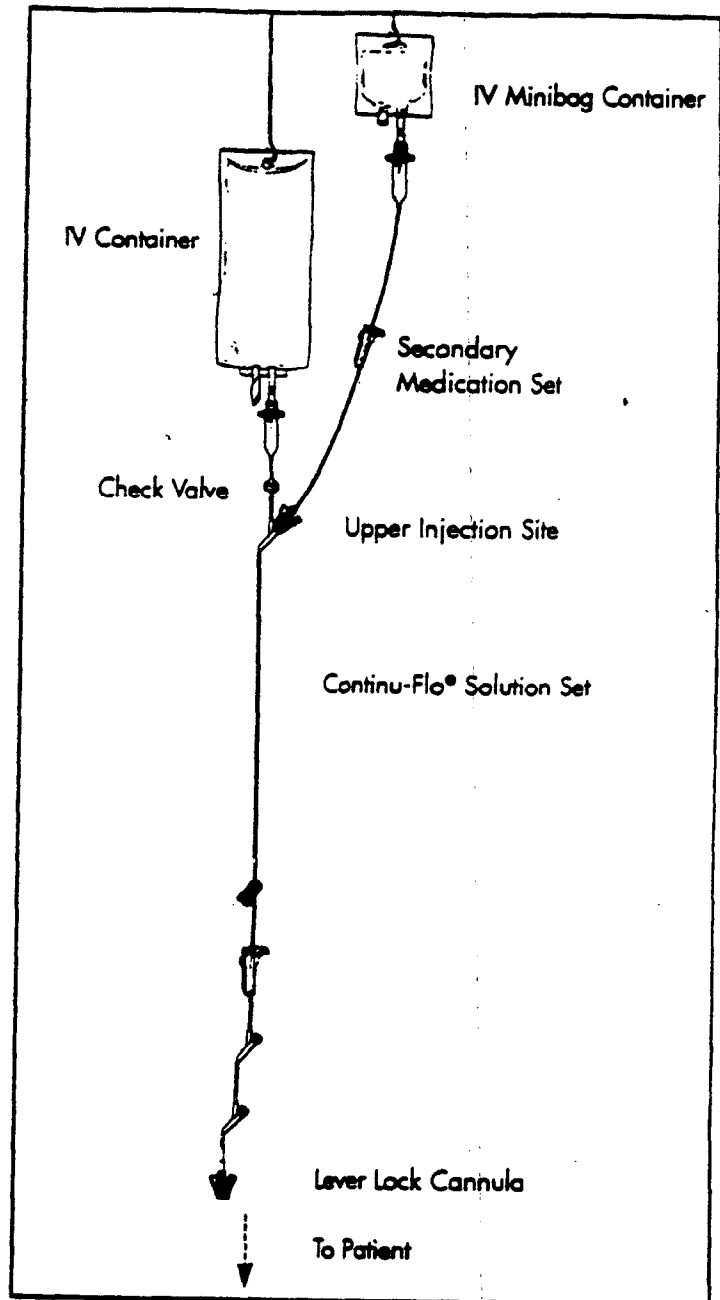 IV Minibag Container
IV Container
Secondary
Medication Set
Check Valve
Upper Injection Site
Continu-Flo® Solution Set
Lever Lock Cannula
To Patient